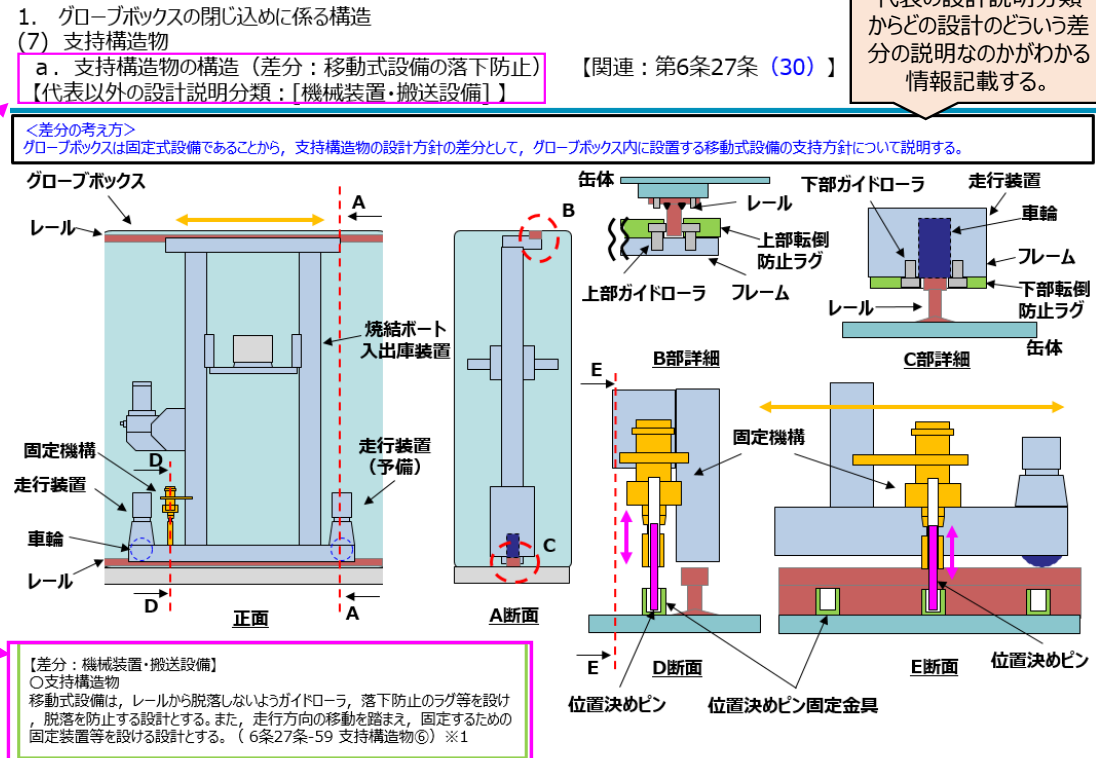 1. グローブボックスの閉じ込めに係る構造
(7) 支持構造物
a．支持構造物の構造（差分：移動式設備の落下防止） 【関連：第6条27条（30）】
【代表以外の設計説明分類：[機械装置・搬送設備] 】
代表の設計説明分類
からどの設計のどういう差
分の説明なのかがわかる
情報記載する。
＜差分の考え方＞
グローブボックスは固定式設備であることから，支持構造物の設計方針の差分として，グローブボックス内に設置する移動式設備の支持方針について説明する。
グローブボックス
レール
A
焼結ボート
入出庫装置
固定機構
D
走行装置
走行装置
（予備）
車輪
レール
D
A
正面
B
C
A断面
缶体
レール
上部転倒
防止ラグ
上部ガイドローラ
フレーム
B部詳細
下部ガイドローラ
走行装置
車輪
フレーム
下部転倒
防止ラグ
レール
缶体
C部詳細
E
固定機構
E
D断面
E断面
位置決めピン
位置決めピン
位置決めピン固定金具
【差分：機械装置・搬送設備】
○支持構造物
移動式設備は，レールから脱落しないようガイドローラ，落下防止のラグ等を設け
，脱落を防止する設計とする。また，走行方向の移動を踏まえ，固定するための
固定装置等を設ける設計とする。（ 6条27条-59 支持構造物⑥）※1